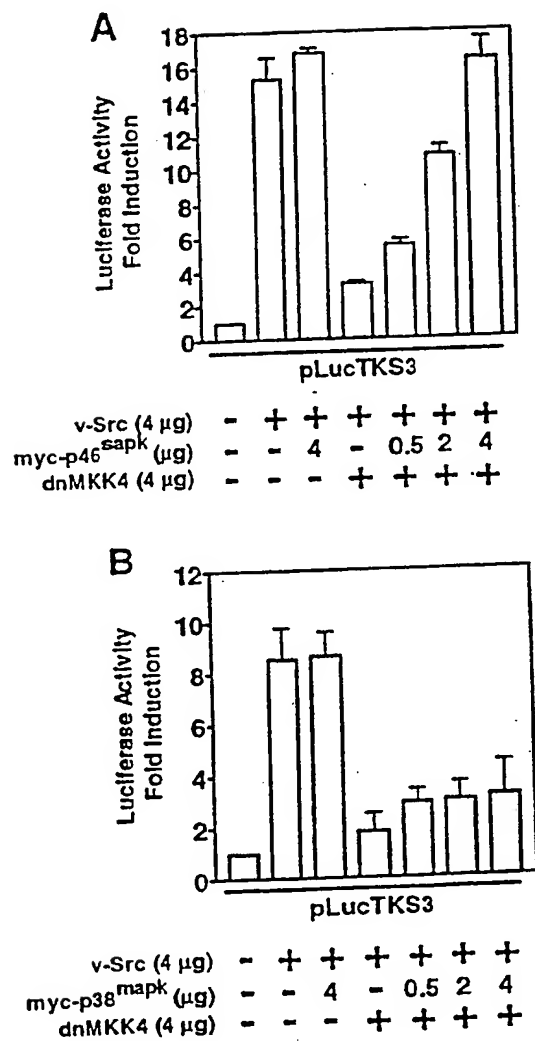 A
Luciferase Activity
Fold Induction
18
16
14
12
10
8
6
4
2
0
pLucTKS3
v-Src (4 µg) - + + + + + +
myc-p46sapk (µg) - - 4 - 0.5 2 4
dnMKK4 (4 µg) - - - + + + +
B
Luciferase Activity
Fold Induction
12
10
8
6
4
2
0
pLucTKS3
v-Src (4 µg) - + + + + + +
myc-p38mapk (µg) - - 4 - 0.5 2 4
dnMKK4 (4 µg) - - - + + + +